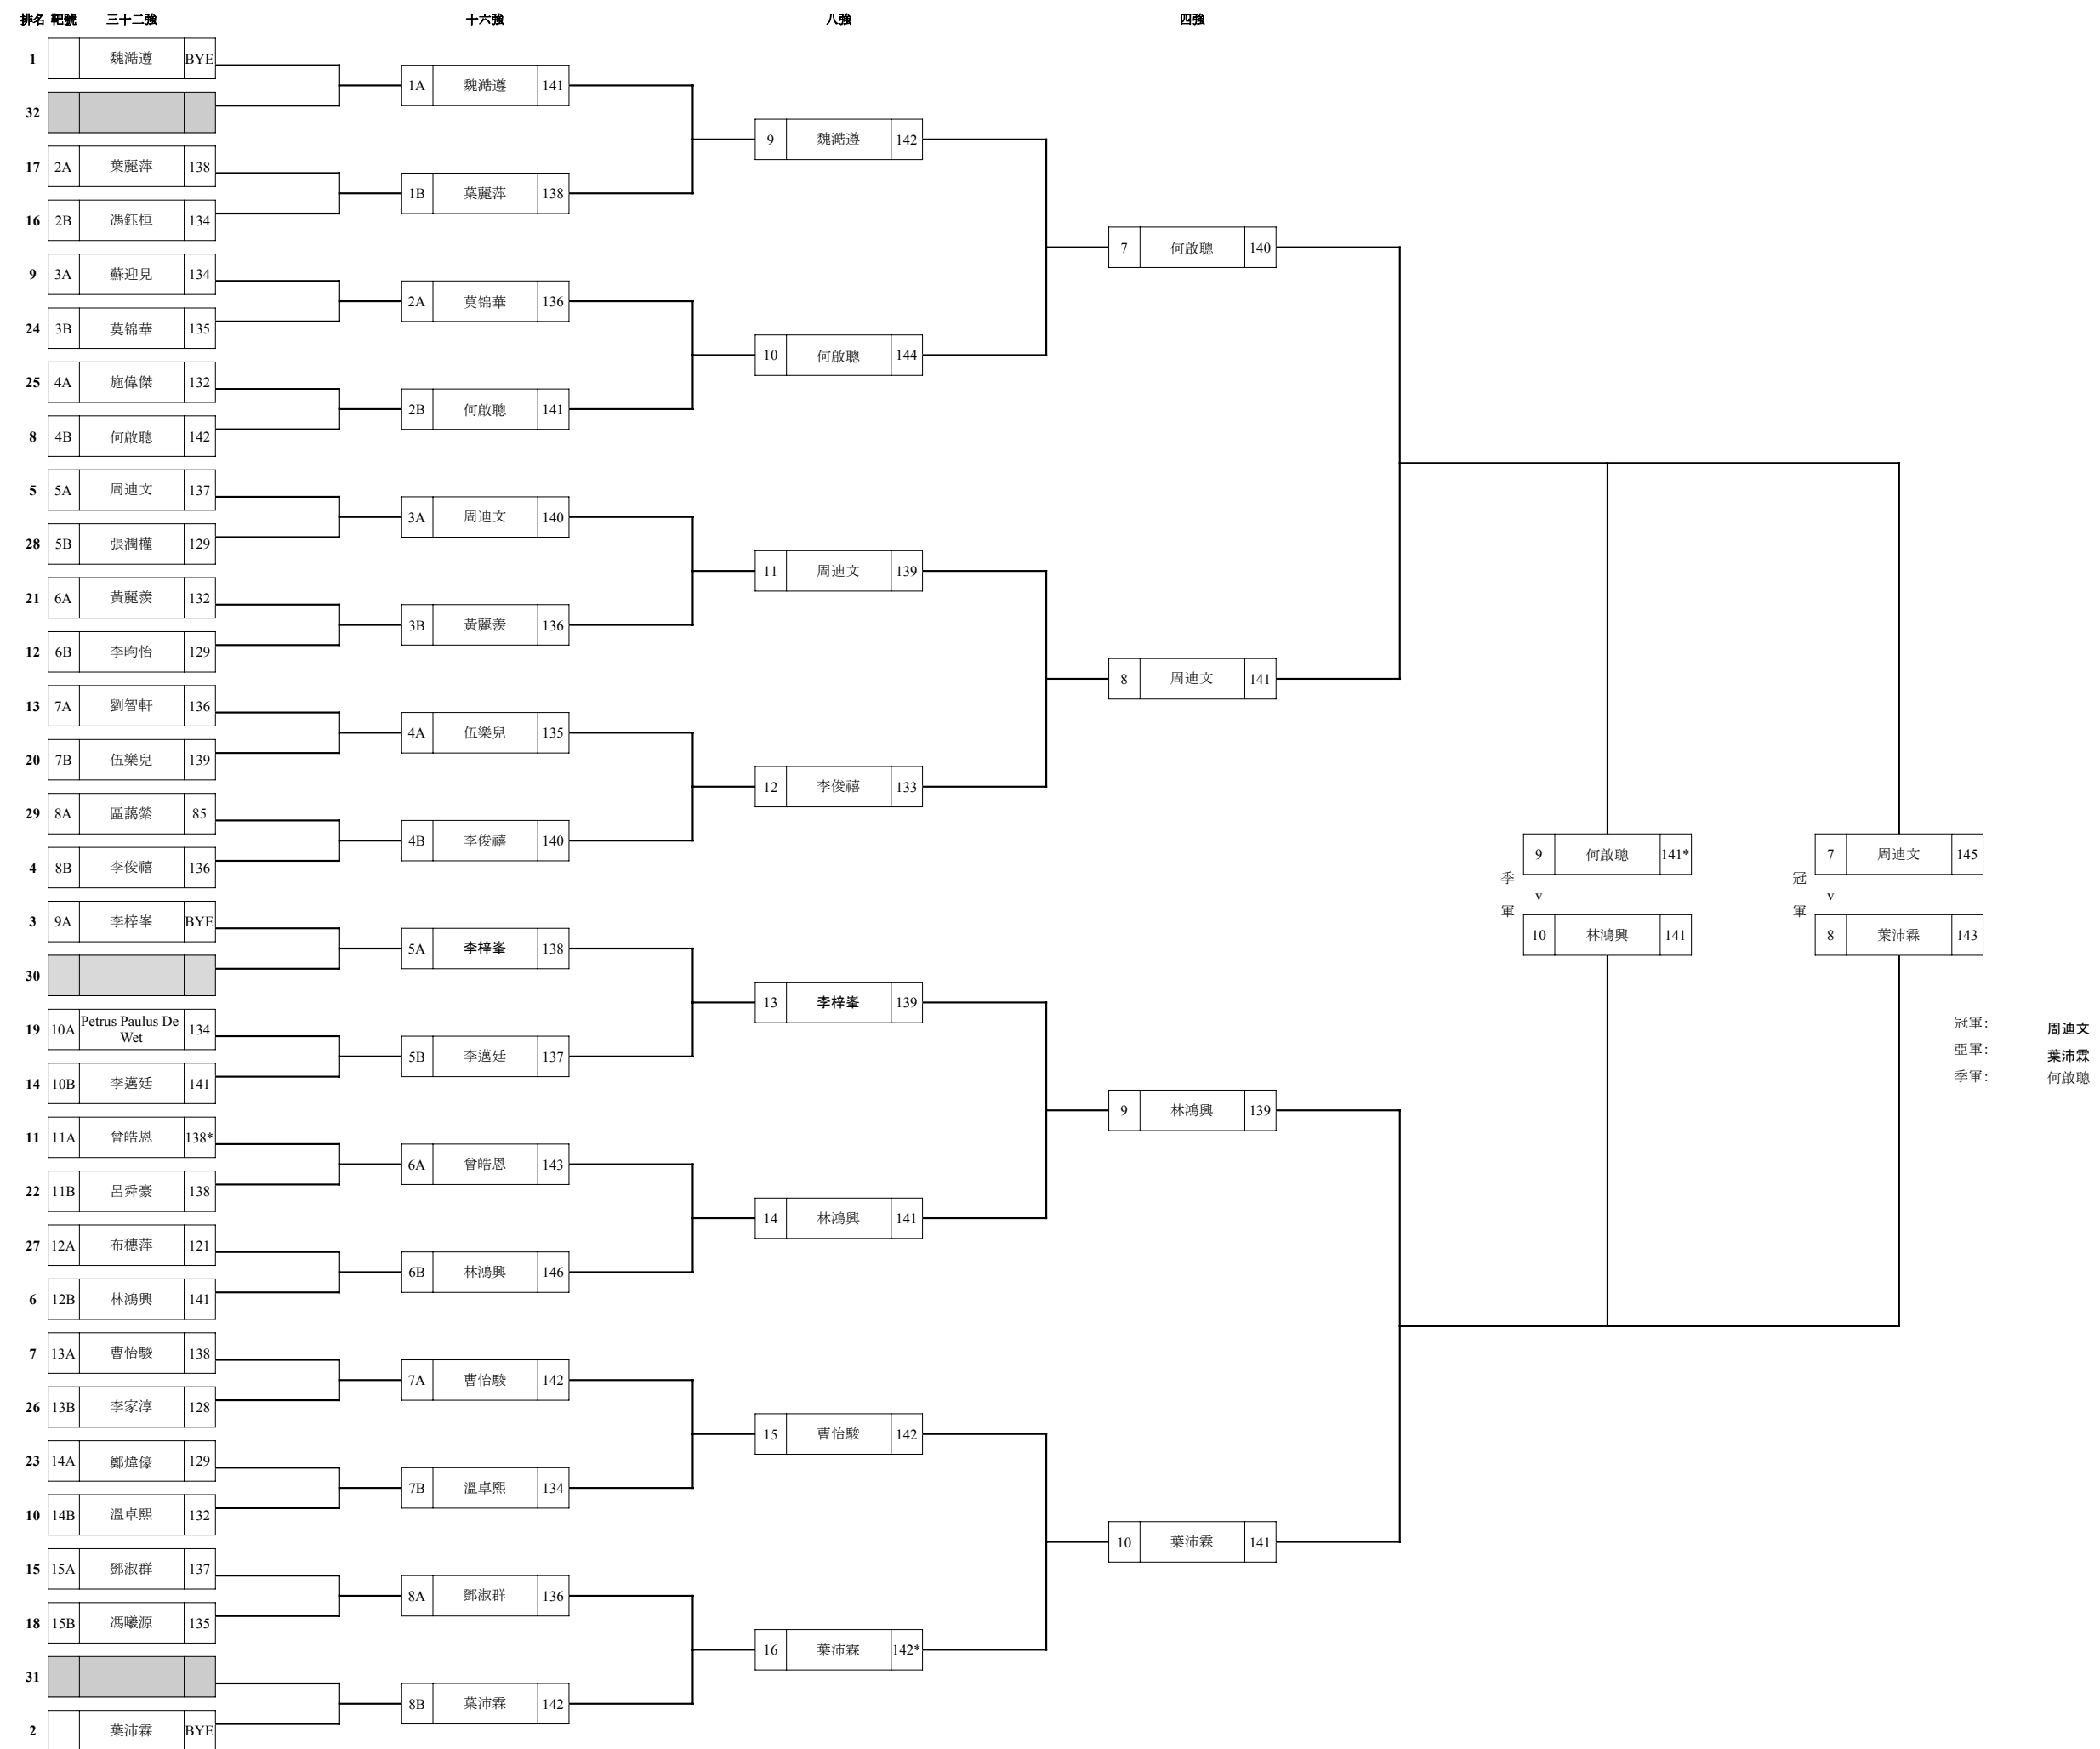 排名 靶號 三十二強 十六強 八強 四強
1 魏澔遵 BYE
1A 魏澔遵 141
32
9 魏澔遵 142
17 2A 葉麗萍 138
1B 葉麗萍 138
16 2B 馮鈺桓 134
7 何啟聰 140
9 3A 蘇迎見 134
2A 莫锦華 136
24 3B 莫锦華 135
10 何啟聰 144
25 4A 施偉傑 132
2B 何啟聰 141
8 4B 何啟聰 142
5 5A 周迪文 137
3A 周迪文 140
28 5B 張潤權 129
11 周迪文 139
21 6A 黃麗羨 132
3B 黃麗羨 136
12 6B 李昀怡 129
8 周迪文 141
13 7A 劉智軒 136
4A 伍樂兒 135
20 7B 伍樂兒 139
12 李俊禧 133
29 8A 區藹縈 85
4B 李俊禧 140
4 8B 李俊禧 136
9 何啟聰 141*
7 周迪文 145
季軍 v
冠軍 v
10 林鴻興 141
8 葉沛霖 143
3 9A 李梓峯 BYE
5A 李梓峯 138
30
13 李梓峯 139
19 10A Petrus Paulus De Wet 134
5B 李邁廷 137
14 10B 李邁廷 141
冠軍: 周迪文
亞軍: 葉沛霖
季軍: 何啟聰
9 林鴻興 139
11 11A 曾皓恩 138*
6A 曾皓恩 143
22 11B 呂舜豪 138
14 林鴻興 141
27 12A 布穗萍 121
6B 林鴻興 146
6 12B 林鴻興 141
7 13A 曹怡駿 138
7A 曹怡駿 142
26 13B 李家淳 128
15 曹怡駿 142
23 14A 鄭煒傢 129
7B 溫卓熙 134
10 14B 溫卓熙 132
10 葉沛霖 141
15 15A 鄧淑群 137
8A 鄧淑群 136
18 15B 馮曦源 135
16 葉沛霖 142*
31
8B 葉沛霖 142
2 葉沛霖 BYE